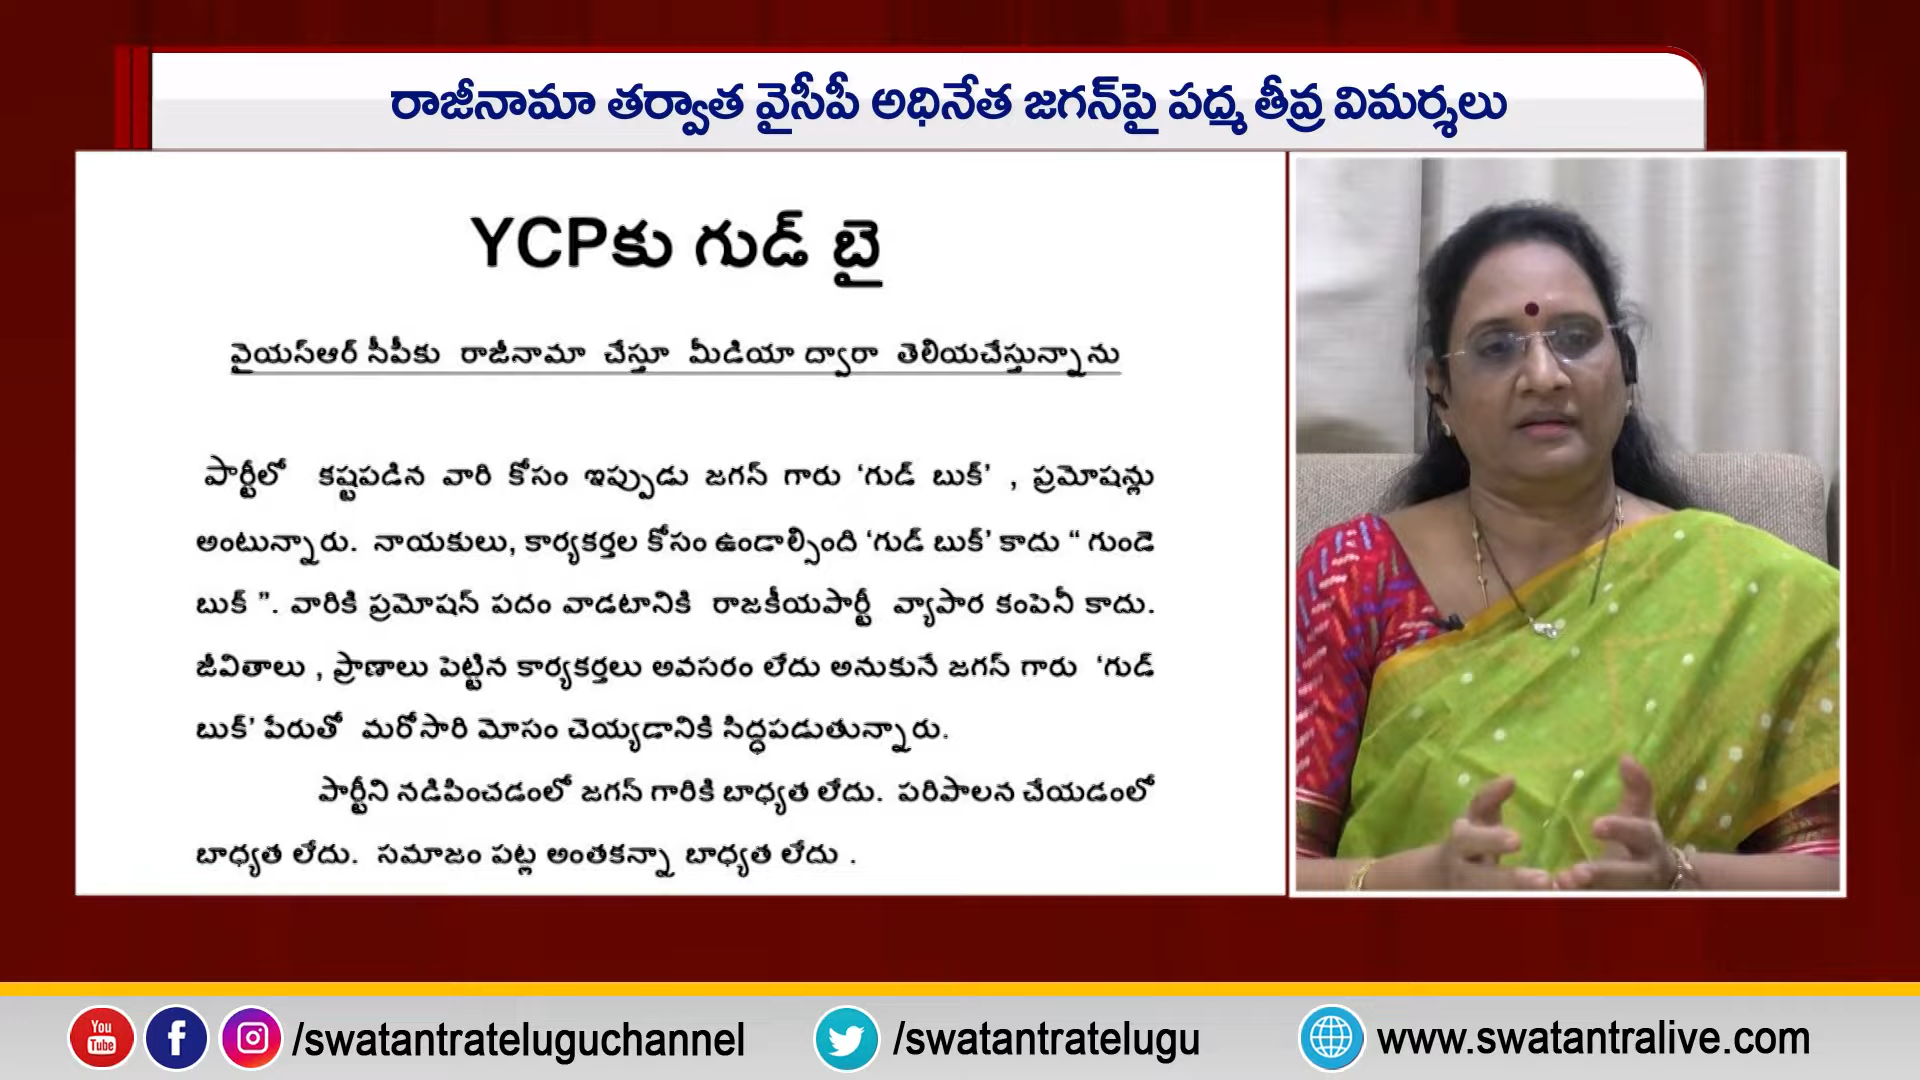 రాజీనామా తర్వాత వైసీపీ అధినేత జగన్‌పై పద్మ తీవ్ర విమర్శలు
YCPకు గుడ్ బై
వైయస్ఆర్ సీపీకు రాజీనామా చేస్తూ మీడియా ద్వారా తెలియచేస్తున్నాను
పార్టీలో కష్టపడిన వారి కోసం ఇప్పుడు జగన్ గారు ‘గుడ్ బుక్’ , ప్రమోషన్లు
అంటున్నారు. నాయకులు, కార్యకర్తల కోసం ఉండాల్సింది ‘గుడ్ బుక్’ కాదు “ గుండె
బుక్ ”. వారికి ప్రమోషన్ పదం వాడటానికి రాజకీయపార్టీ వ్యాపార కంపెనీ కాదు.
జీవితాలు , ప్రాణాలు పెట్టిన కార్యకర్తలు అవసరం లేదు అనుకునే జగన్ గారు ‘గుడ్
బుక్’ పేరుతో మరోసారి మోసం చెయ్యడానికి సిద్ధపడుతున్నారు.
పార్టీని నడిపించడంలో జగన్ గారికి బాధ్యత లేదు. పరిపాలన చేయడంలో
బాధ్యత లేదు. సమాజం పట్ల అంతకన్నా బాధ్యత లేదు .
You
Tube
/swatantrateluguchannel
/swatantratelugu
www.swatantralive.com